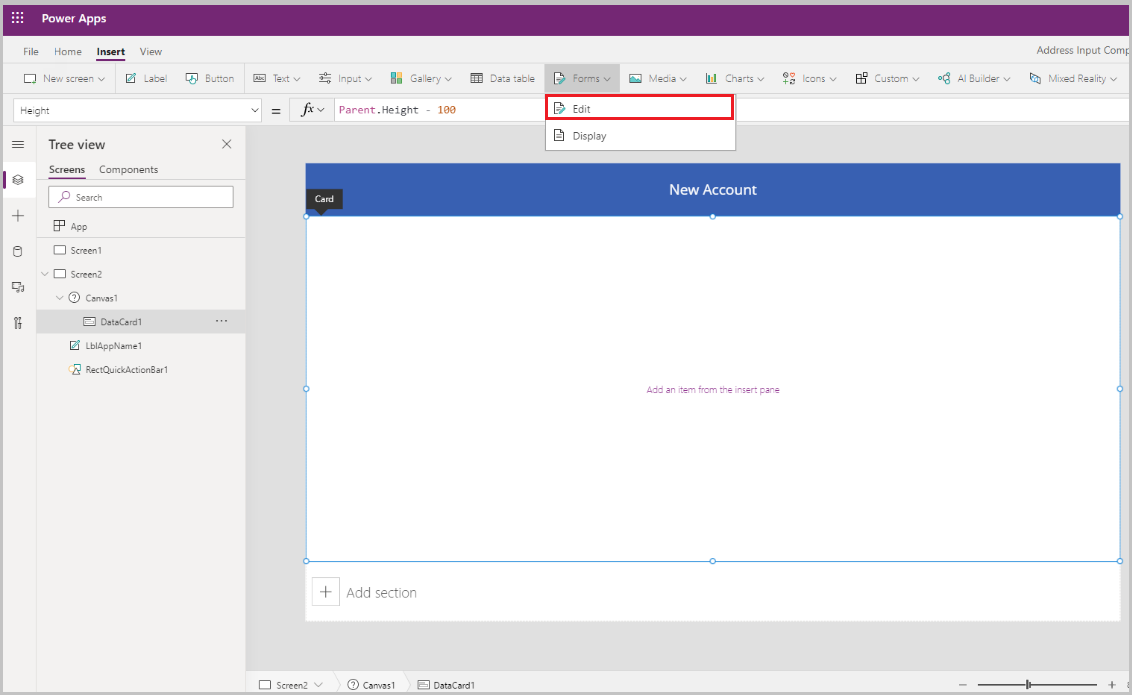 Power Apps
File Home Insert View
Address Input Comp
New screen Label Button Text Input Gallery Data table Forms Media Charts Icons Custom AI Builder Mixed Reality
Height = fx Parent.Height - 100
Edit
Display
Tree view
Screens Components
Search
App
Screen1
Screen2
Canvas1
DataCard1
LblAppName1
RectQuickActionBar1
New Account
Card
Add an item from the insert pane
Add section
Screen2 Canvas1 DataCard1